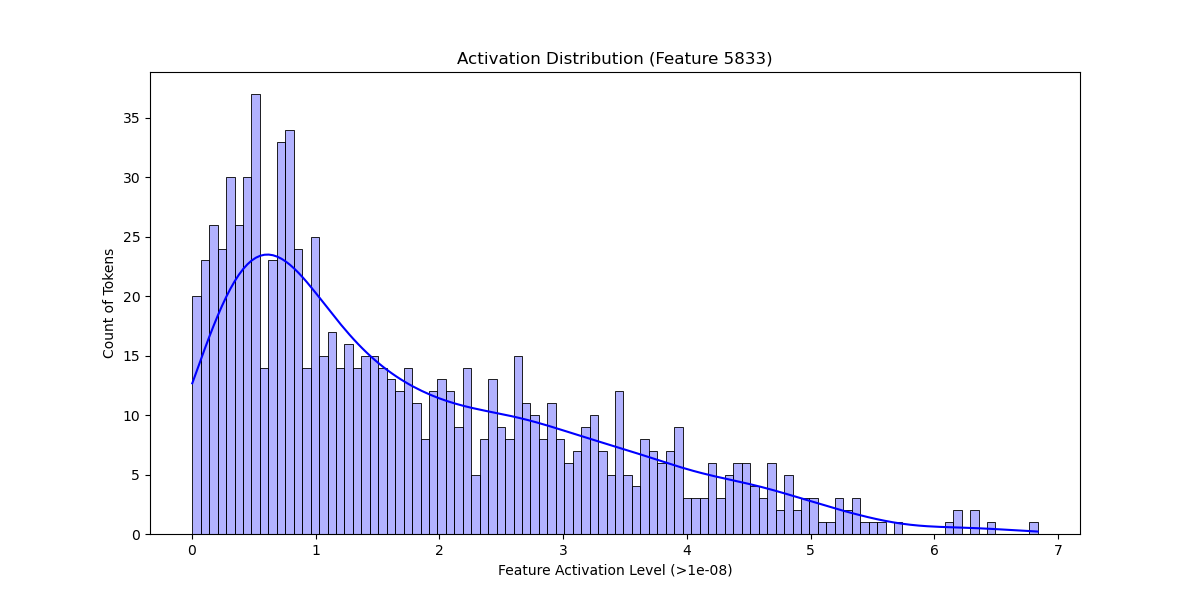 Activation Distribution (Feature 5833)
Count of Tokens
35
30
25
20
15
10
5
0
0 1 2 3 4 5 6 7
Feature Activation Level (>1e-08)